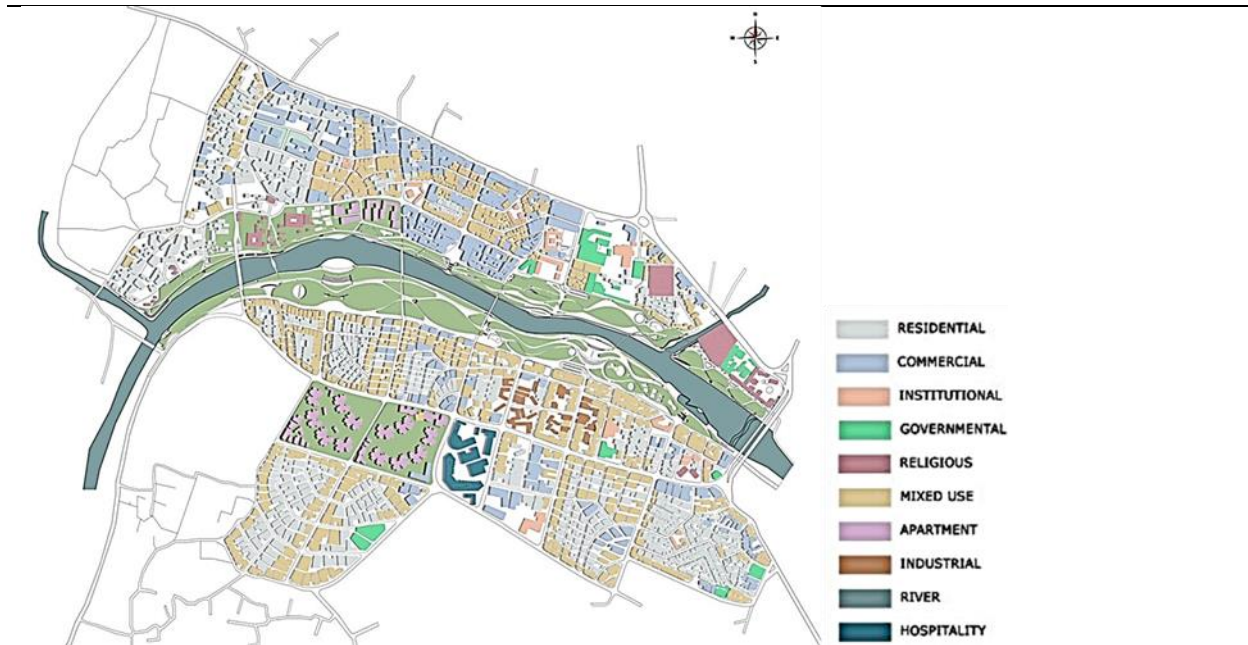 N
W E
S
RESIDENTIAL
COMMERCIAL
INSTITUTIONAL
GOVERNMENTAL
RELIGIOUS
MIXED USE
APARTMENT
INDUSTRIAL
RIVER
HOSPITALITY